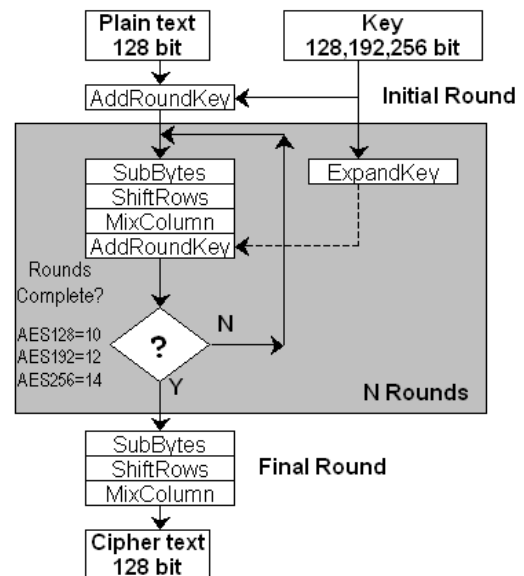 Plain text
128 bit
Key
128,192,256 bit
AddRoundKey
Initial Round
SubBytes
ShiftRows
MixColumn
AddRoundKey
ExpandKey
Rounds
Complete?
AES128=10
AES192=12
AES256=14
?
N
Y
N Rounds
SubBytes
ShiftRows
MixColumn
Final Round
Cipher text
128 bit